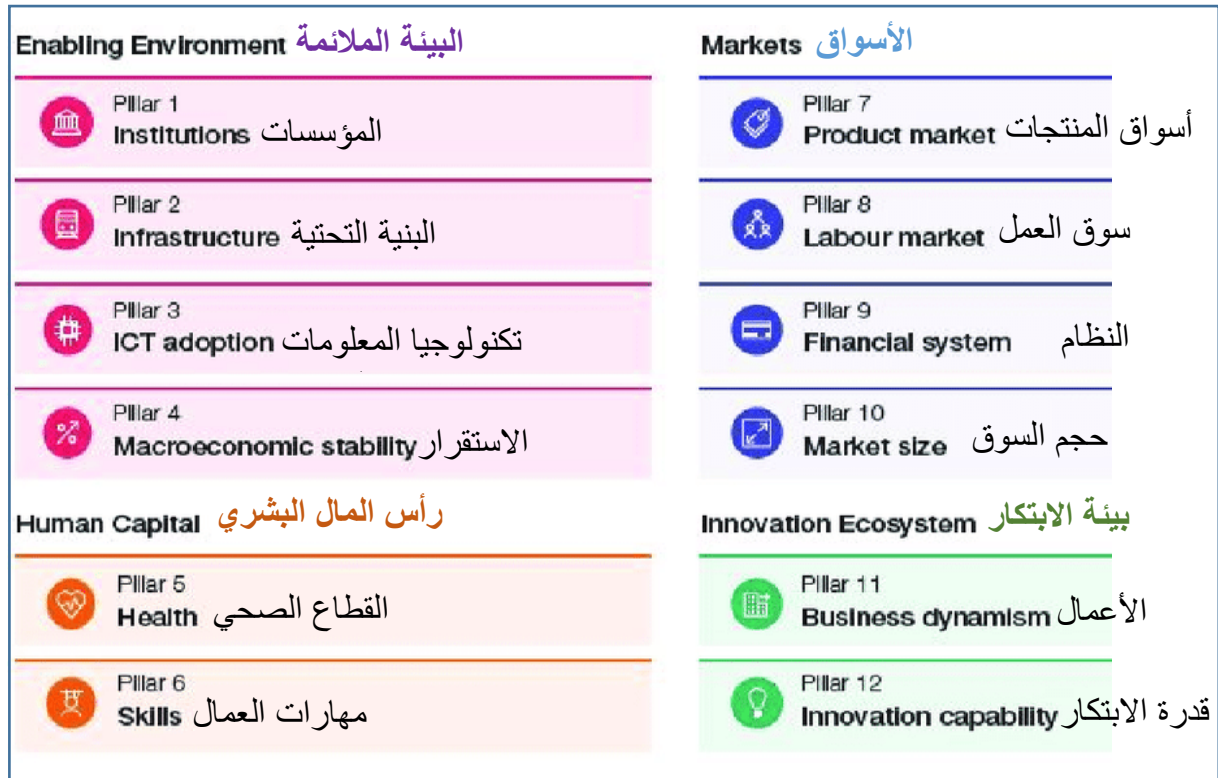 Enabling Environment البيئة الملائمة
Pillar 1
Institutions المؤسسات
Pillar 2
Infrastructure البنية التحتية
Pillar 3
ICT adoption تكنولوجيا المعلومات
Pillar 4
Macroeconomic stability الاستقرار
Human Capital رأس المال البشري
Pillar 5
Health القطاع الصحي
Pillar 6
Skills مهارات العمال
Markets الأسواق
Pillar 7
Product market أسواق المنتجات
Pillar 8
Labour market سوق العمل
Pillar 9
Financial system النظام
Pillar 10
Market size حجم السوق
Innovation Ecosystem بيئة الابتكار
Pillar 11
Business dynamism الأعمال
Pillar 12
Innovation capability قدرة الابتكار